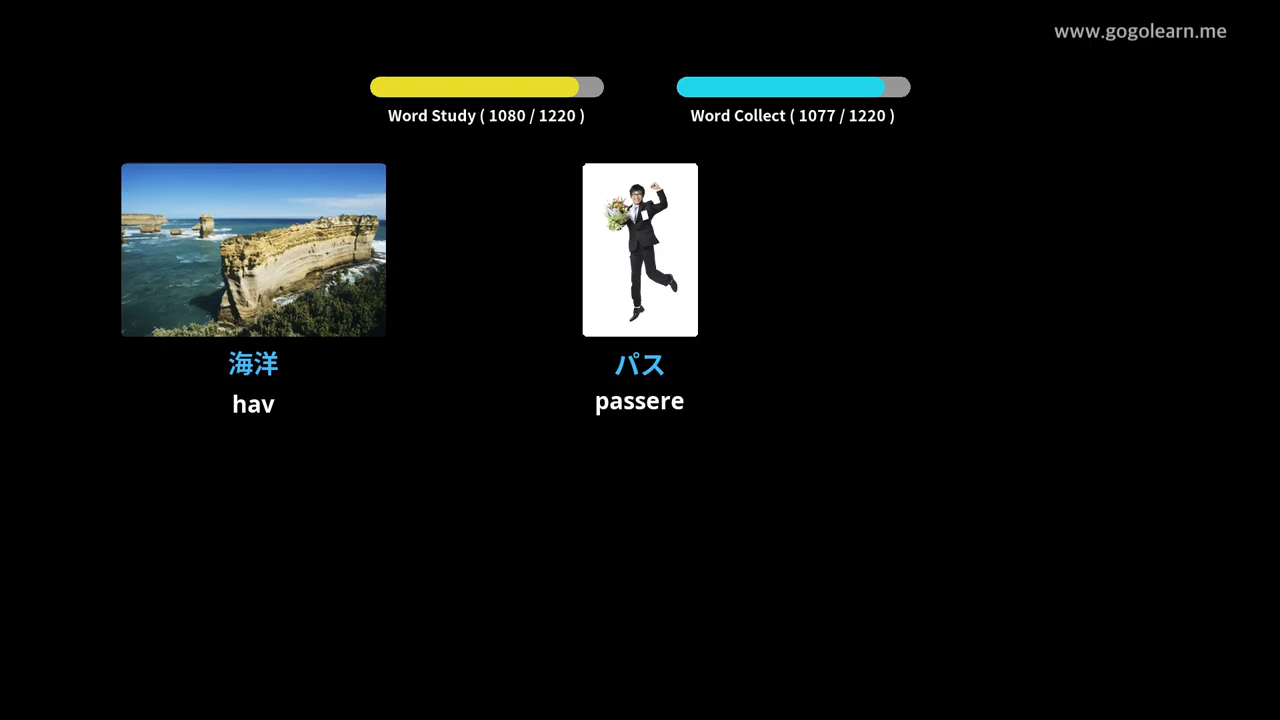 www.gogolearn.me
Word Study ( 1080 / 1220 )
Word Collect ( 1077 / 1220 )
海洋
hav
パス
passere